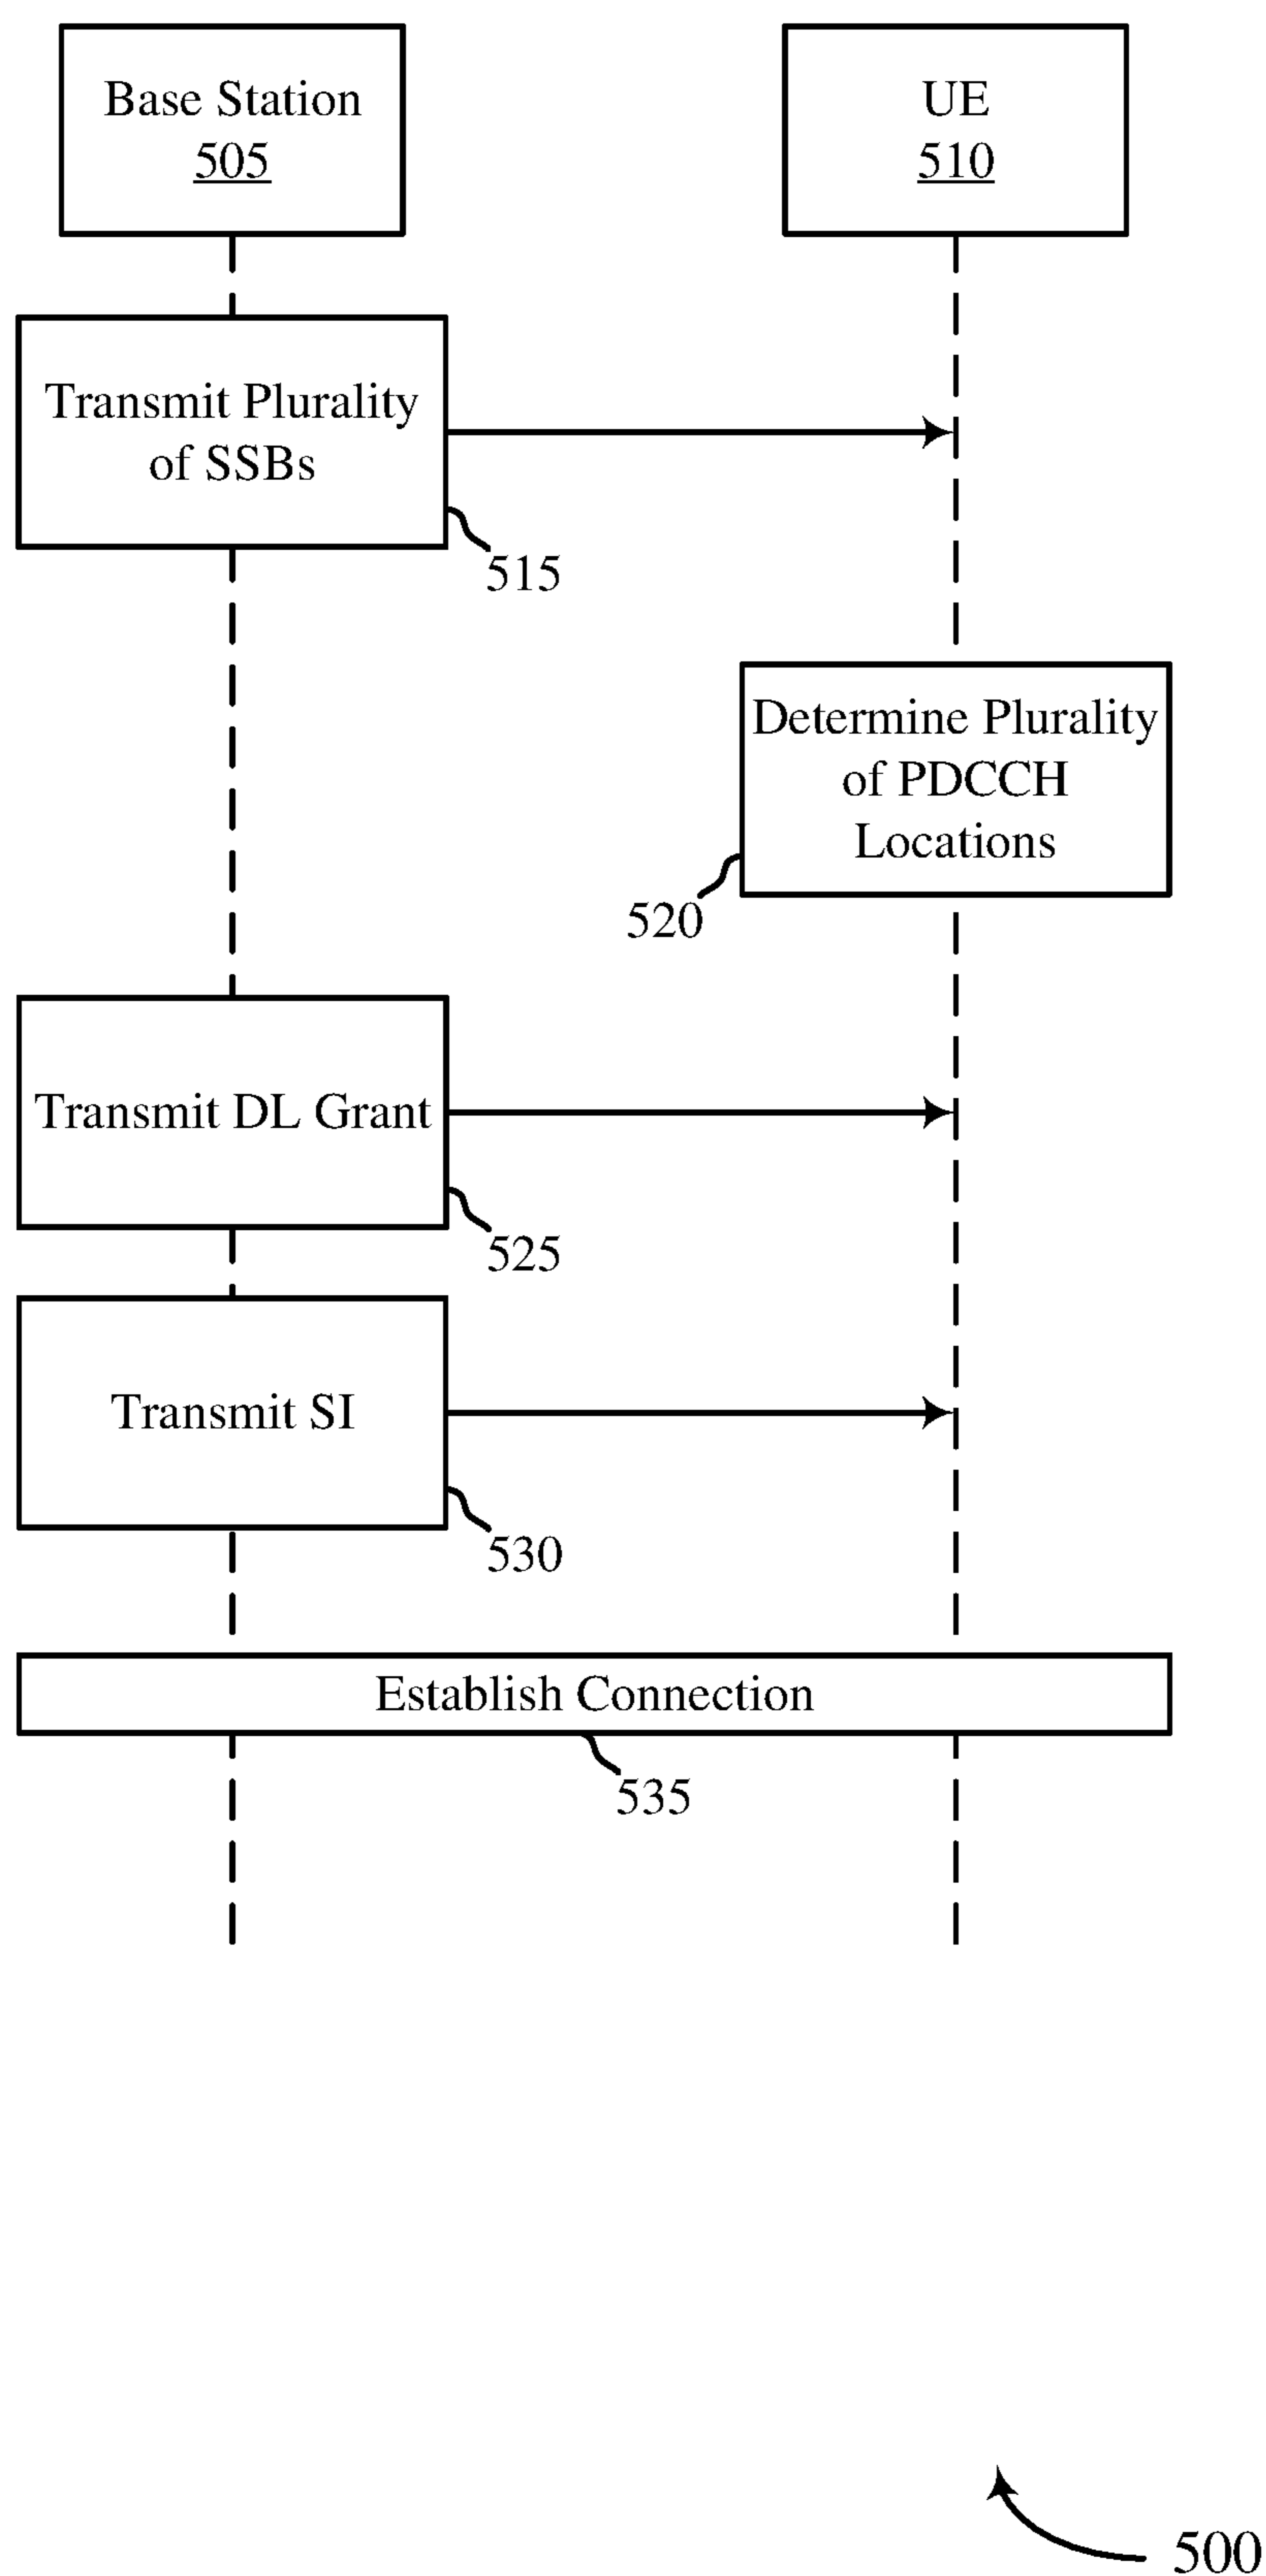 Base Station
505
UE
510
Transmit Plurality
of SSBs
515
Determine Plurality
of PDCCH
Locations
520
Transmit DL Grant
525
Transmit SI
530
Establish Connection
535
500